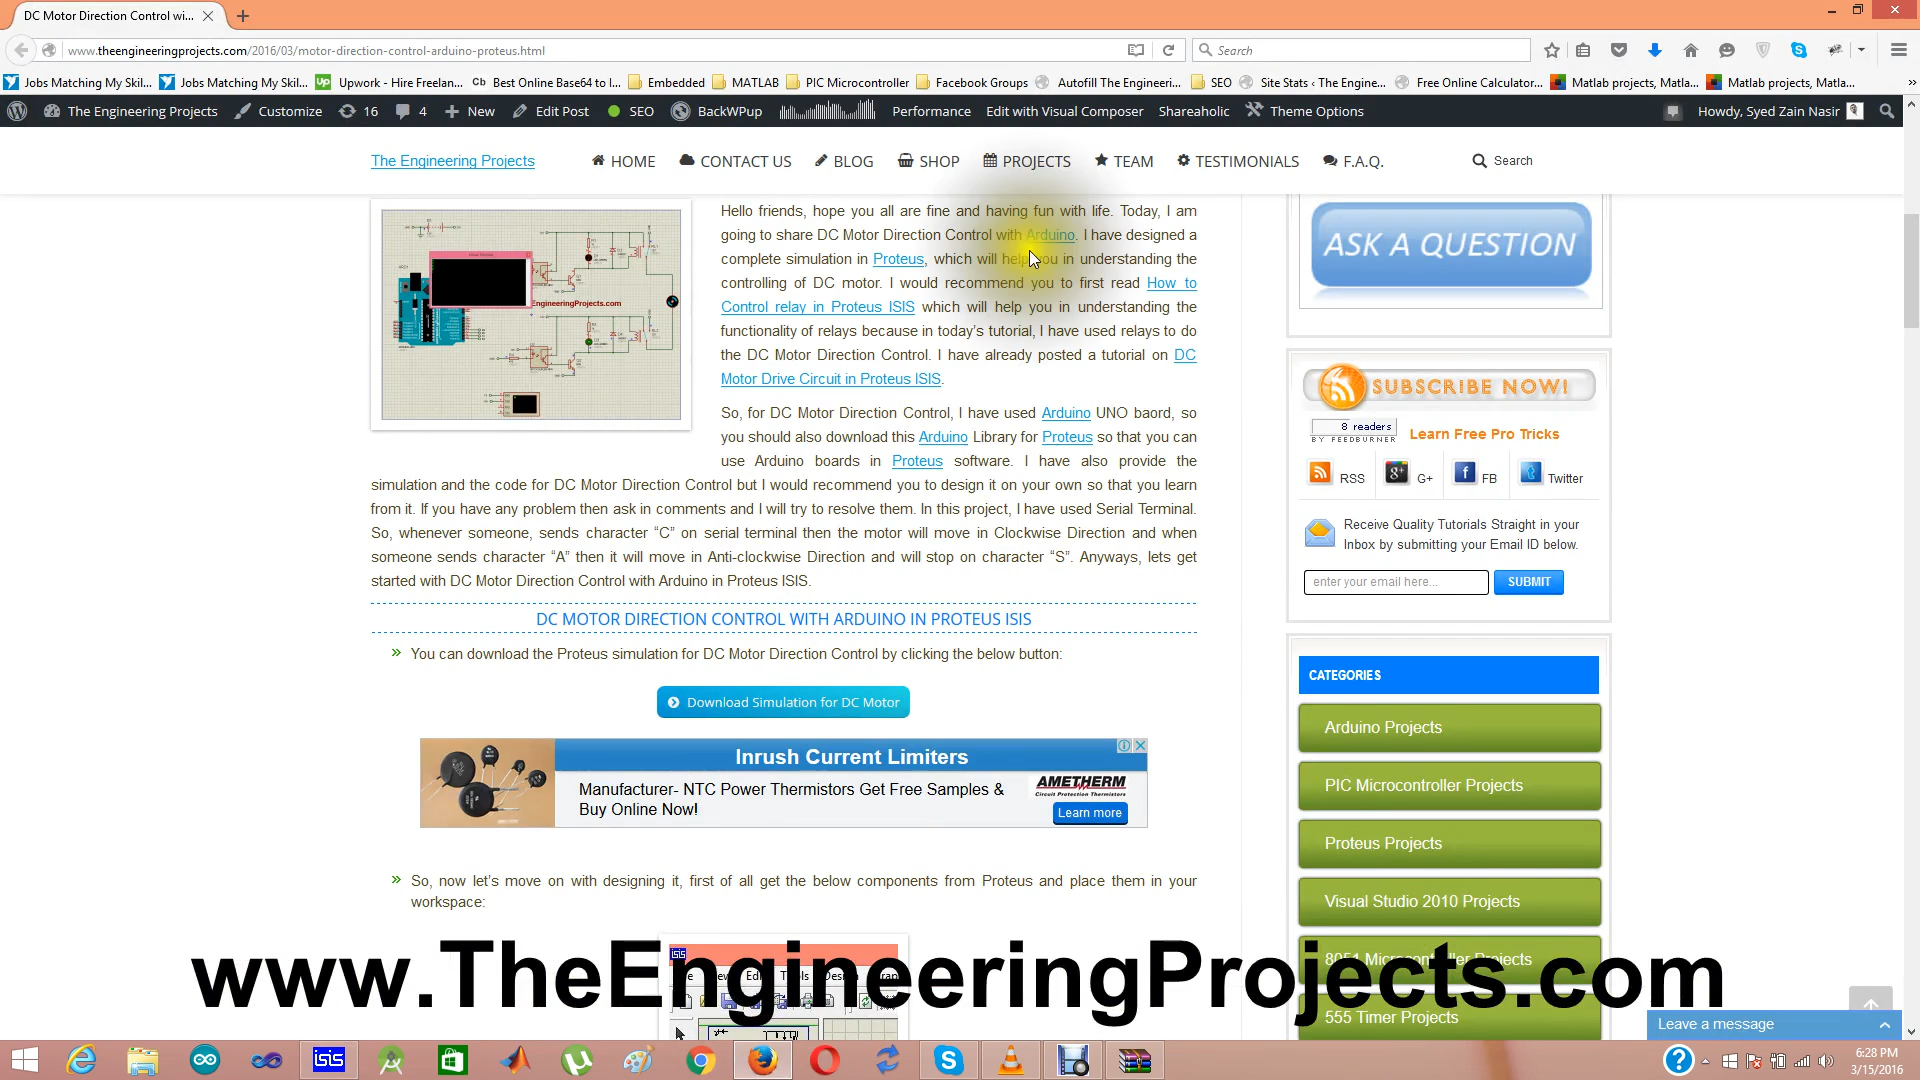 DC Motor Direction Control wi...
www.theengineeringprojects.com/2016/03/motor-direction-control-arduino-proteus.html
Search
Jobs Matching My Skil...
Jobs Matching My Skil...
Upwork - Hire Freelan...
Best Online Base64 to I...
Embedded
MATLAB
PIC Microcontroller
Facebook Groups
Autofill The Engineeri...
SEO
Site Stats ‹ The Engine...
Free Online Calculator...
Matlab projects, Matla...
Matlab projects, Matla...
The Engineering Projects
Customize
16
4
New
Edit Post
SEO
BackWPup
Performance
Edit with Visual Composer
Shareaholic
Theme Options
Howdy, Syed Zain Nasir
The Engineering Projects
HOME
CONTACT US
BLOG
SHOP
PROJECTS
TEAM
TESTIMONIALS
F.A.Q.
Search
EngineeringProjects.com
Hello friends, hope you all are fine and having fun with life. Today, I am
going to share DC Motor Direction Control with Arduino. I have designed a
complete simulation in Proteus, which will help you in understanding the
controlling of DC motor. I would recommend you to first read How to
Control relay in Proteus ISIS which will help you in understanding the
functionality of relays because in today's tutorial, I have used relays to do
the DC Motor Direction Control. I have already posted a tutorial on DC
Motor Drive Circuit in Proteus ISIS.
So, for DC Motor Direction Control, I have used Arduino UNO baord, so
you should also download this Arduino Library for Proteus so that you can
use Arduino boards in Proteus software. I have also provide the
simulation and the code for DC Motor Direction Control but I would recommend you to design it on your own so that you learn
from it. If you have any problem then ask in comments and I will try to resolve them. In this project, I have used Serial Terminal.
So, whenever someone, sends character “C” on serial terminal then the motor will move in Clockwise Direction and when
someone sends character “A” then it will move in Anti-clockwise Direction and will stop on character “S”. Anyways, lets get
started with DC Motor Direction Control with Arduino in Proteus ISIS.
DC MOTOR DIRECTION CONTROL WITH ARDUINO IN PROTEUS ISIS
You can download the Proteus simulation for DC Motor Direction Control by clicking the below button:
Download Simulation for DC Motor
Inrush Current Limiters
Manufacturer- NTC Power Thermistors Get Free Samples &
Buy Online Now!
AMETHERM
Circuit Protection Thermistors
Learn more
So, now let's move on with designing it, first of all get the below components from Proteus and place them in your
workspace:
ASK A QUESTION
SUBSCRIBE NOW!
8 readers
BY FEEDBURNER
Learn Free Pro Tricks
RSS
G+
FB
Twitter
Receive Quality Tutorials Straight in your
Inbox by submitting your Email ID below.
enter your email here...
SUBMIT
CATEGORIES
Arduino Projects
PIC Microcontroller Projects
Proteus Projects
Visual Studio 2010 Projects
8051 Microcontroller Projects
555 Timer Projects
www.TheEngineeringProjects.com
Leave a message
6:28 PM
3/15/2016